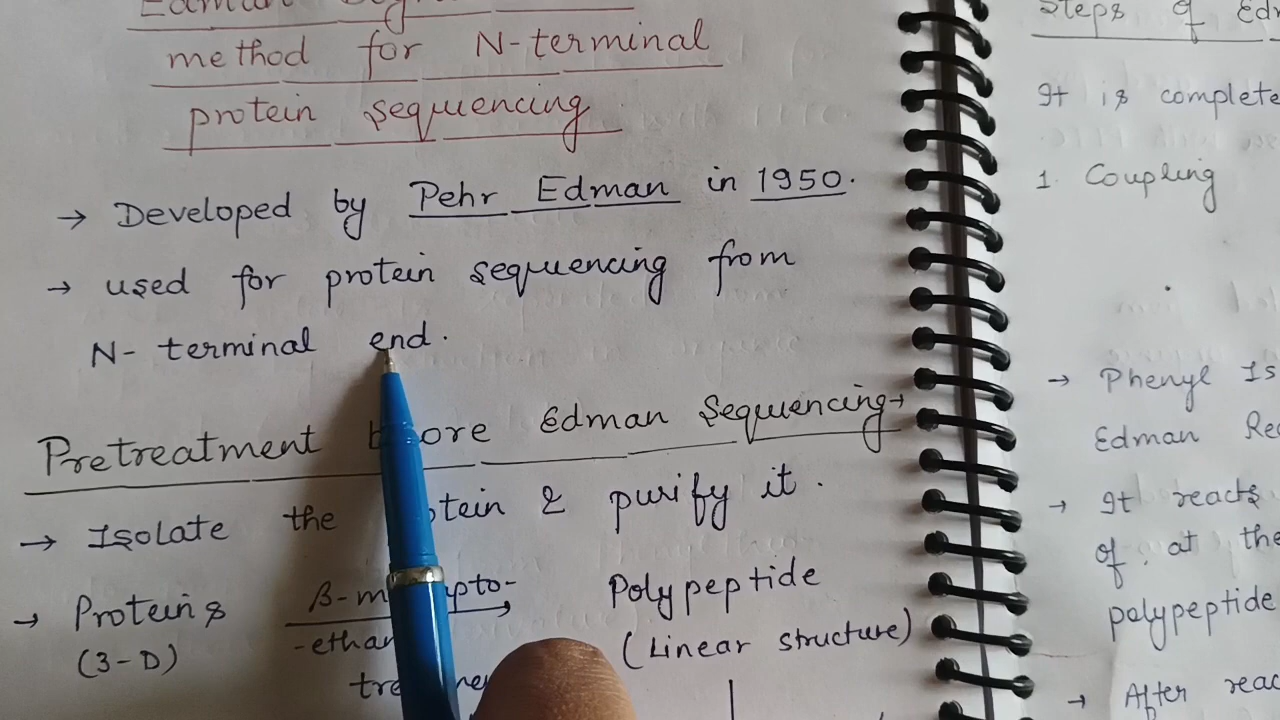 Edman
method for N-terminal
protein sequencing
→ Developed by Pehr Edman in 1950.
→ used for protein sequencing from
N- terminal end.
Pretreatment Edman Sequencing→
→ Isolate the & purify it.
→ Proteins Polypeptide
(3-D) (Linear structure)
Steps of
It is complete
1. Coupling
→ Phenyl Is
Edman
→ It reacts
of at the
polypeptide
→ After